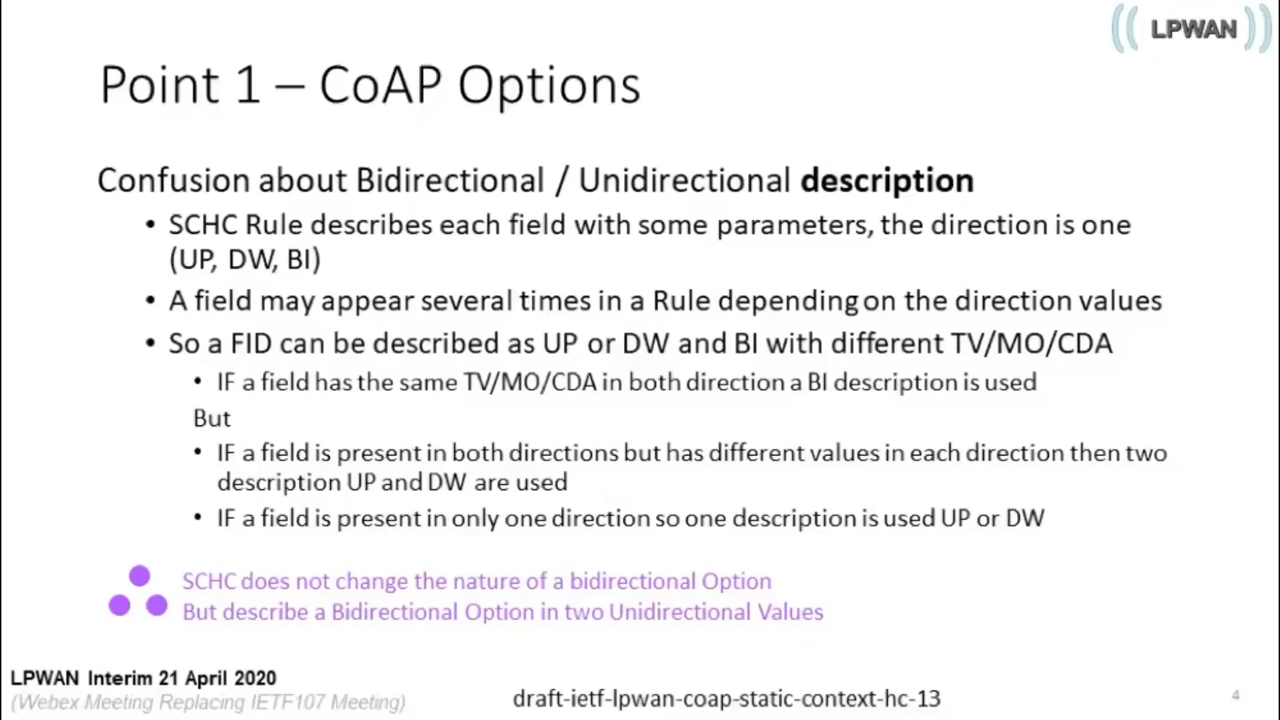 LPWAN
Point 1 – CoAP Options
Confusion about Bidirectional / Unidirectional description
• SCHC Rule describes each field with some parameters, the direction is one
(UP, DW, BI)
• A field may appear several times in a Rule depending on the direction values
• So a FID can be described as UP or DW and BI with different TV/MO/CDA
• IF a field has the same TV/MO/CDA in both direction a BI description is used
But
• IF a field is present in both directions but has different values in each direction then two
description UP and DW are used
• IF a field is present in only one direction so one description is used UP or DW
SCHC does not change the nature of a bidirectional Option
But describe a Bidirectional Option in two Unidirectional Values
LPWAN Interim 21 April 2020
(Webex Meeting Replacing IETF107 Meeting)
draft-ietf-lpwan-coap-static-context-hc-13
4